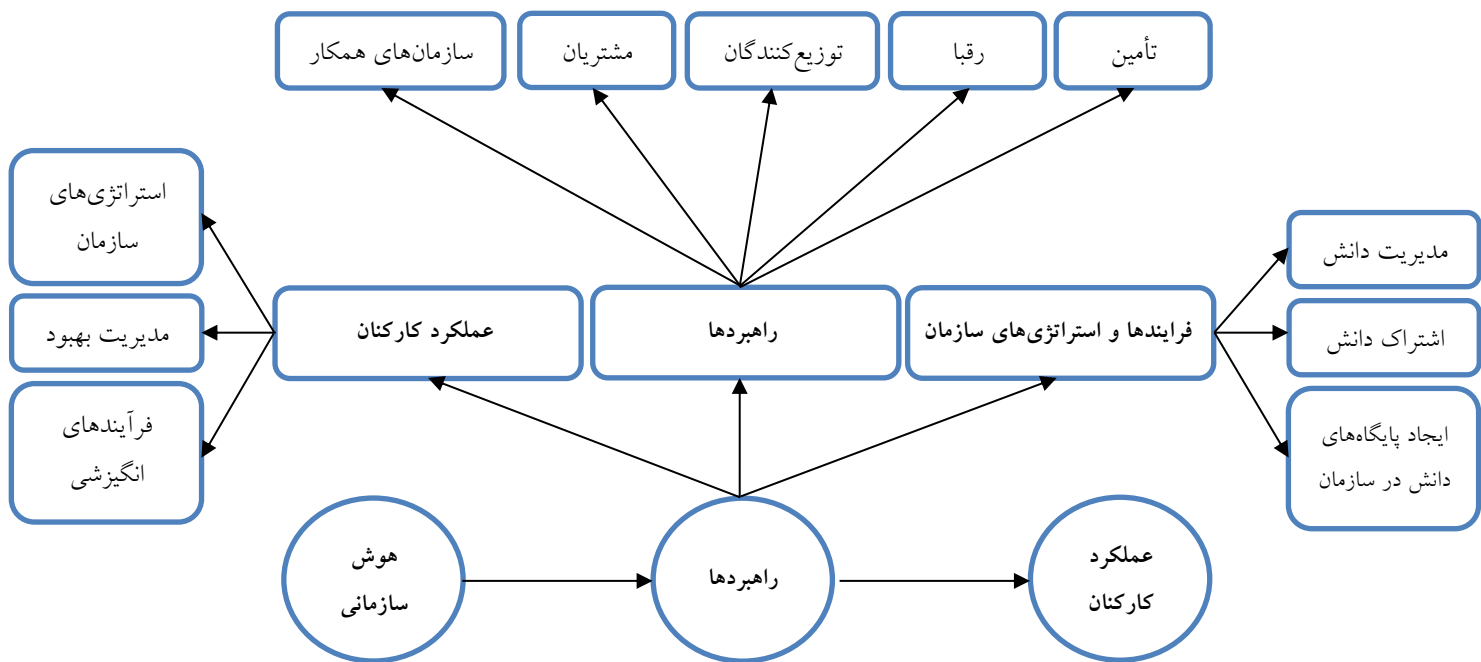 تأمین
رقبا
توزیع‌کنندگان
مشتریان
سازمان‌های همکار
مدیریت دانش
اشتراک دانش
ایجاد پایگاه‌های
دانش در سازمان
فرایندها و استراتژی‌های سازمان
راهبردها
عملکرد کارکنان
استراتژی‌های
سازمان
مدیریت بهبود
فرآیندهای
انگیزشی
عملکرد
کارکنان
راهبردها
هوش
سازمانی